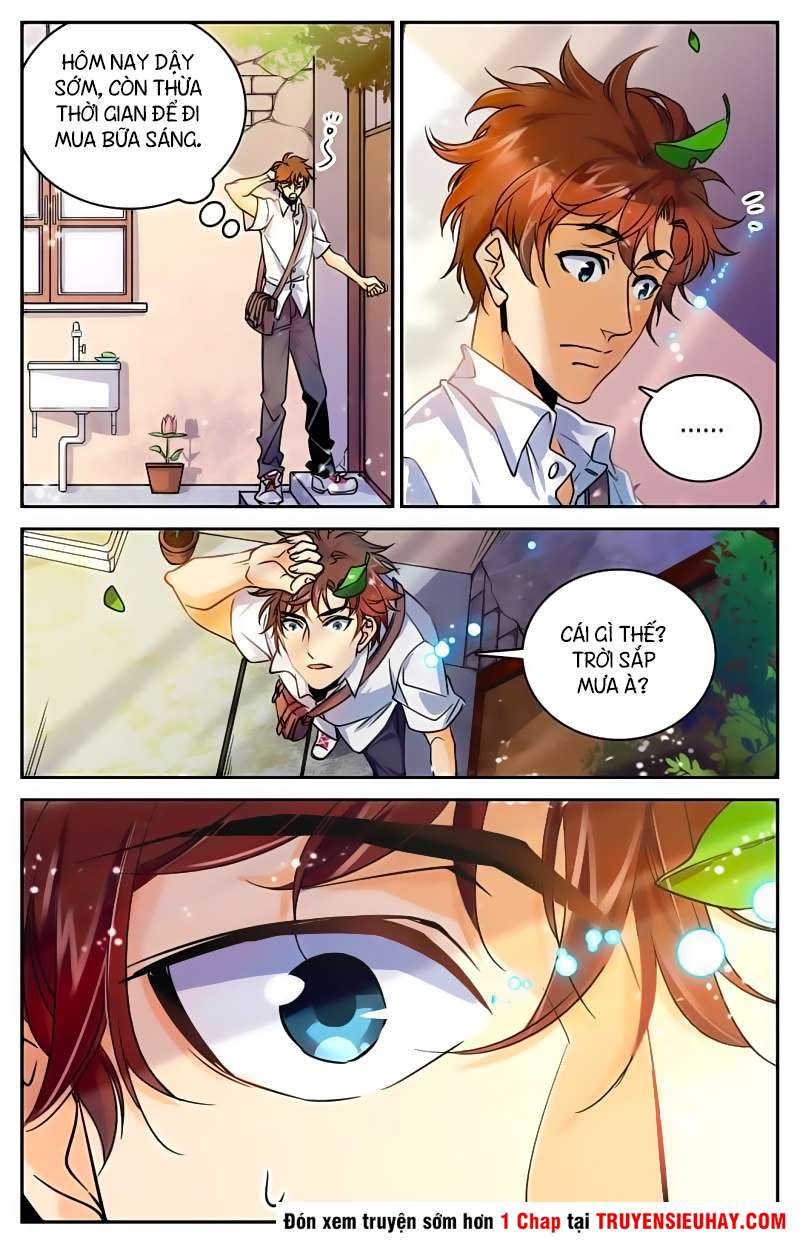 HÔM NAY DẬY
SỚM, CÒN THỪA
THỜI GIAN ĐỂ ĐI
MUA BỮA SÁNG.
......
CÁI GÌ THẾ?
TRỜI SẮP
MƯA À?
Đón xem truyện sớm hơn 1 Chap tại TRUYENSIEUHAY.COM